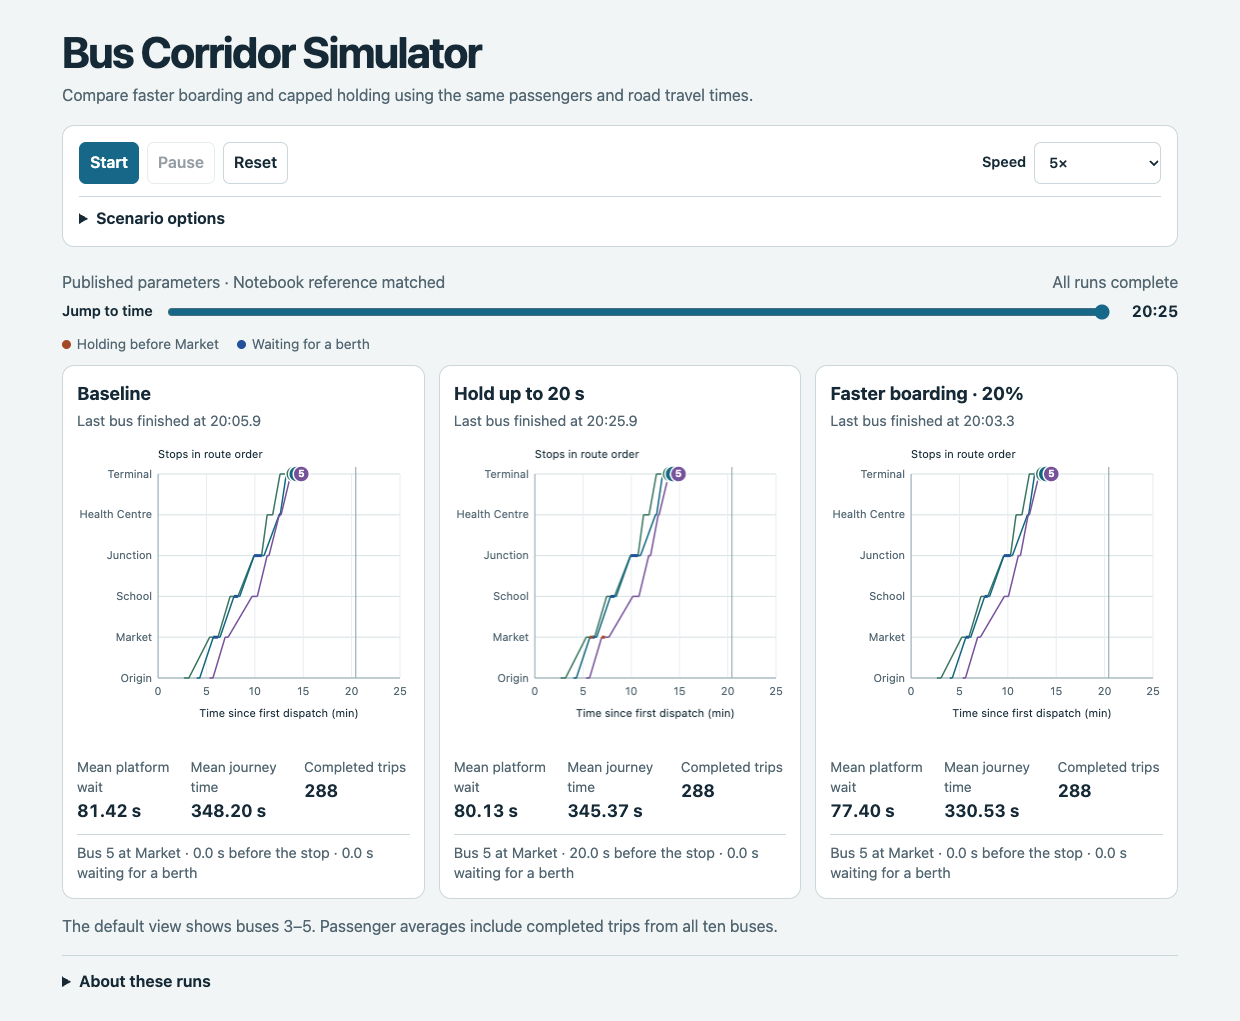 Bus Corridor Simulator
Compare faster boarding and capped holding using the same passengers and road travel times.
Start Pause Reset Speed 5×
Scenario options
Published parameters · Notebook reference matched All runs complete
Jump to time 20:25
Holding before Market Waiting for a berth
Baseline
Last bus finished at 20:05.9
Stops in route order
Terminal
5
Health Centre
Junction
School
Market
Origin
0 5 10 15 20 25
Time since first dispatch (min)
Mean platform wait
81.42 s
Mean journey time
348.20 s
Completed trips
288
Bus 5 at Market · 0.0 s before the stop · 0.0 s
waiting for a berth
Hold up to 20 s
Last bus finished at 20:25.9
Stops in route order
Terminal
5
Health Centre
Junction
School
Market
Origin
0 5 10 15 20 25
Time since first dispatch (min)
Mean platform wait
80.13 s
Mean journey time
345.37 s
Completed trips
288
Bus 5 at Market · 20.0 s before the stop · 0.0 s
waiting for a berth
Faster boarding · 20%
Last bus finished at 20:03.3
Stops in route order
Terminal
5
Health Centre
Junction
School
Market
Origin
0 5 10 15 20 25
Time since first dispatch (min)
Mean platform wait
77.40 s
Mean journey time
330.53 s
Completed trips
288
Bus 5 at Market · 0.0 s before the stop · 0.0 s
waiting for a berth
The default view shows buses 3–5. Passenger averages include completed trips from all ten buses.
About these runs